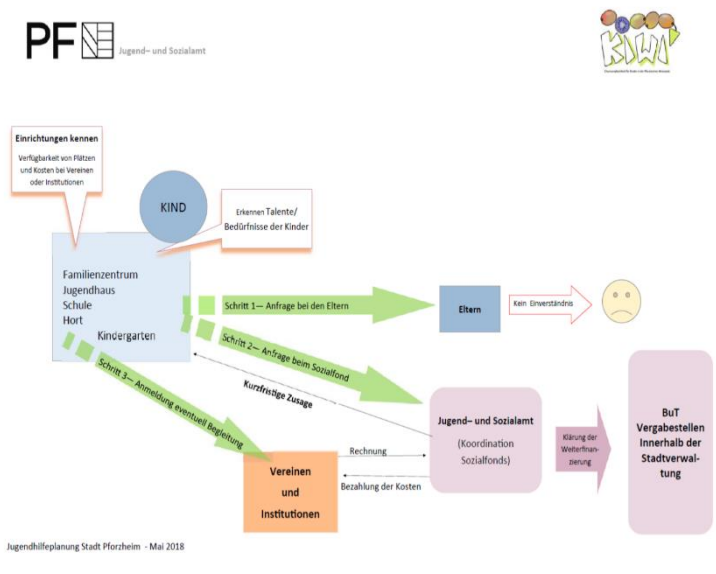 PF
Jugend– und Sozialamt
KIWI
Einrichtungen kennen
Verfügbarkeit von Plätzen
und Kosten bei Vereinen
oder Institutionen
KIND
Erkennen Talente/
Bedürfnisse der Kinder
Familienzentrum
Jugendhaus
Schule
Hort
Kindergarten
Schritt 1— Anfrage bei den Eltern
Eltern
Kein Einverständnis
Schritt 2— Anfrage beim Sozialfond
Schritt 3— Anmeldung eventuell Begleitung
Kurzfristige Zusage
Jugend– und Sozialamt
(Koordination
Sozialfonds)
Klärung der
Weiterfinan-
zierung
BuT
Vergabestellen
Innerhalb der
Stadtverwal-
tung
Rechnung
Bezahlung der Kosten
Vereinen
und
Institutionen
Jugendhilfeplanung Stadt Pforzheim - Mai 2018